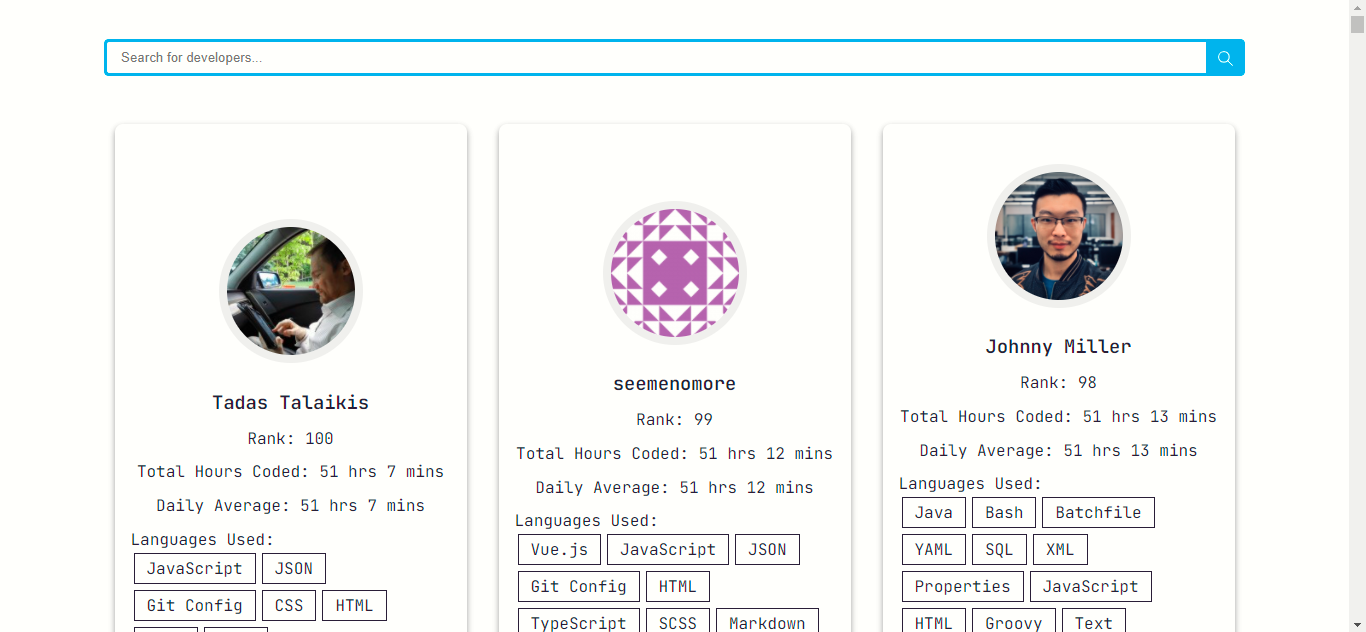 Search for developers...
Tadas Talaikis
Rank: 100
Total Hours Coded: 51 hrs 7 mins
Daily Average: 51 hrs 7 mins
Languages Used:
JavaScript JSON
Git Config CSS HTML
seemenomore
Rank: 99
Total Hours Coded: 51 hrs 12 mins
Daily Average: 51 hrs 12 mins
Languages Used:
Vue.js JavaScript JSON
Git Config HTML
TypeScript SCSS Markdown
Johnny Miller
Rank: 98
Total Hours Coded: 51 hrs 13 mins
Daily Average: 51 hrs 13 mins
Languages Used:
Java Bash Batchfile
YAML SQL XML
Properties JavaScript
HTML Groovy Text